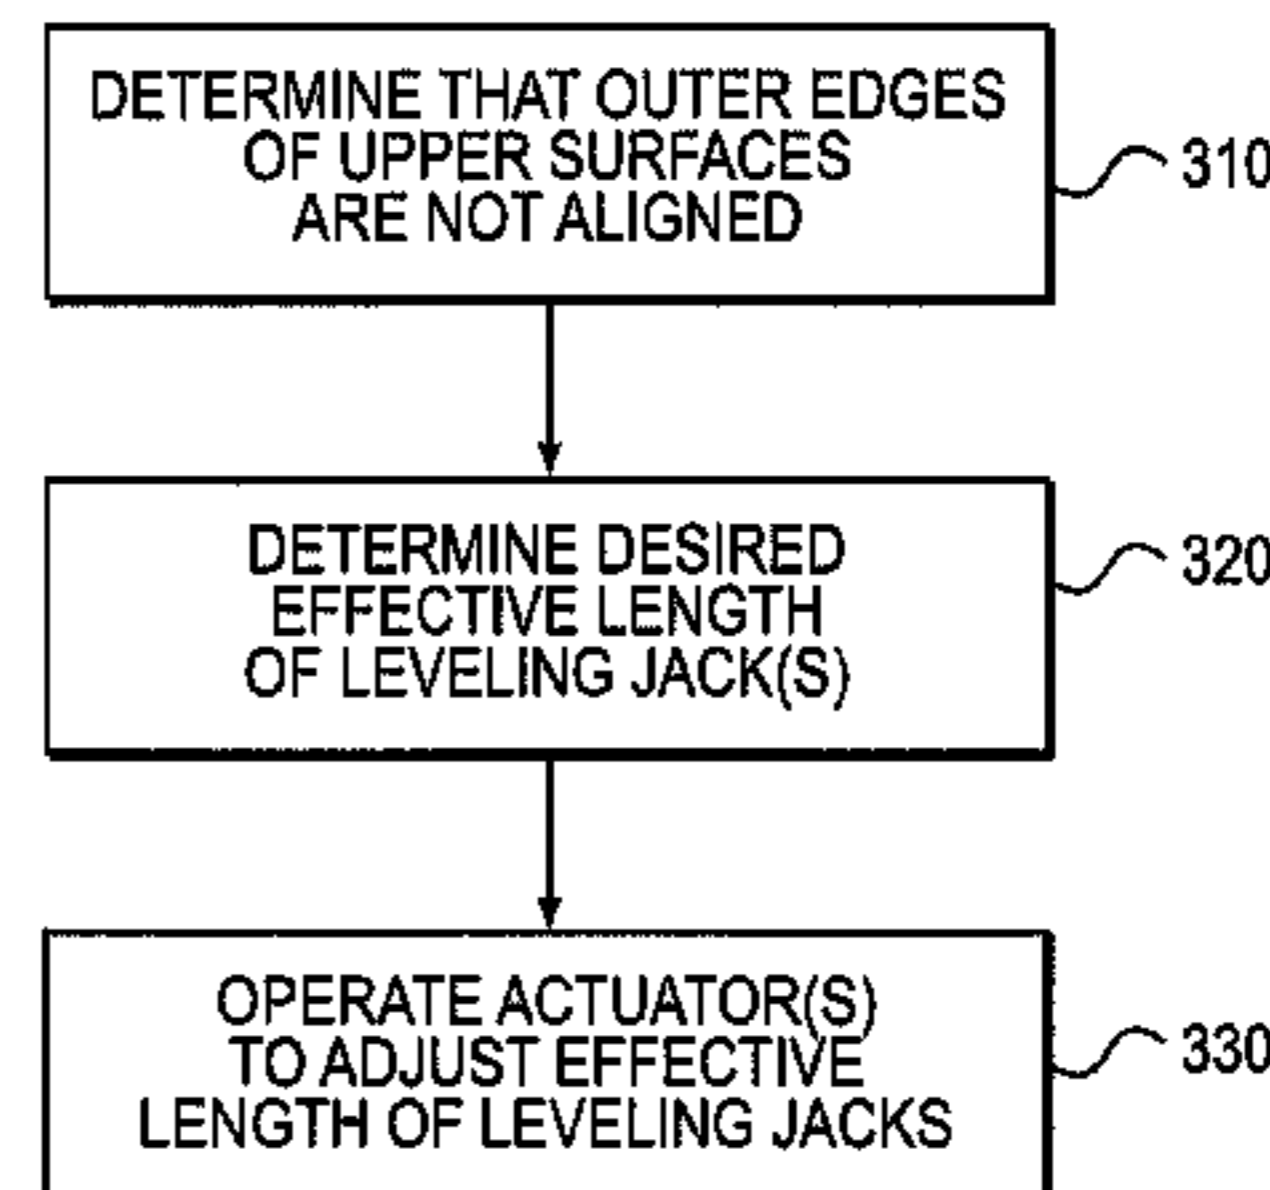 DETERMINE THAT OUTER EDGES
OF UPPER SURFACES
ARE NOT ALIGNED
310
DETERMINE DESIRED
EFFECTIVE LENGTH
OF LEVELING JACK(S)
320
OPERATE ACTUATOR(S)
TO ADJUST EFFECTIVE
LENGTH OF LEVELING JACKS
330